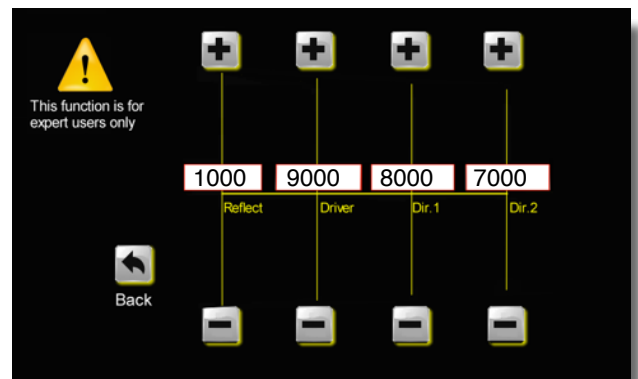 This function is for
expert users only
1000 9000 8000 7000
Reflect Driver Dir.1 Dir.2
Back